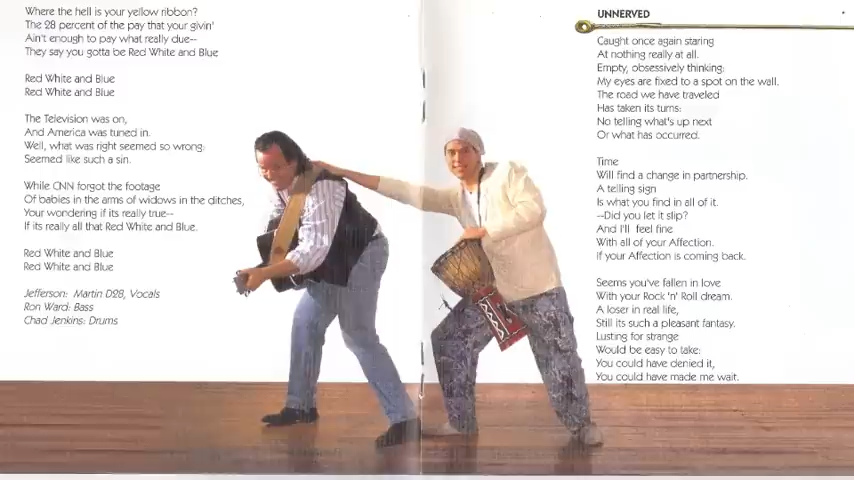 Where the hell is your yellow ribbon?
The 28 percent of the pay that your givin'
Ain't enough to pay what really due--
They say you gotta be Red White and Blue
Red White and Blue
Red White and Blue
The Television was on,
And America was tuned in.
Well, what was right seemed so wrong:
Seemed like such a sin.
While CNN forgot the footage
Of babies in the arms of widows in the ditches,
Your wondering if its really true--
If its really all that Red White and Blue.
Red White and Blue
Red White and Blue
Jefferson: Martin D28, Vocals
Ron Ward: Bass
Chad Jenkins: Drums
UNNERVED
Caught once again staring
At nothing really at all.
Empty, obsessively thinking:
My eyes are fixed to a spot on the wall.
The road we have traveled
Has taken its turns:
No telling what's up next
Or what has occurred.
Time
Will find a change in partnership.
A telling sign
Is what you find in all of it.
--Did you let it slip?
And I'll feel fine
With all of your Affection.
If your Affection is coming back.
Seems you've fallen in love
With your Rock 'n' Roll dream.
A loser in real life,
Still its such a pleasant fantasy.
Lusting for strange
Would be easy to take:
You could have denied it,
You could have made me wait.